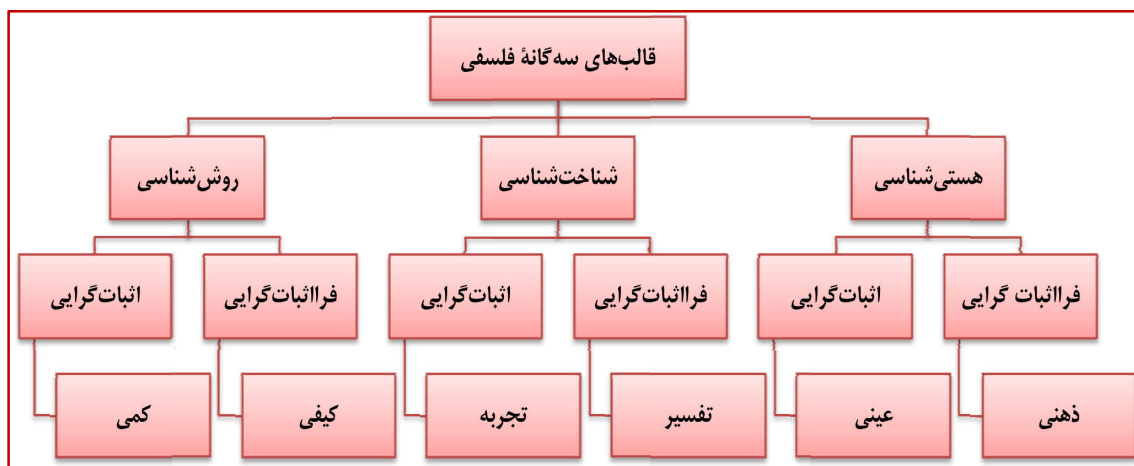 قالب‌های سه‌گانهٔ فلسفی
هستی‌شناسی
شناخت‌شناسی
روش‌شناسی
فرااثبات گرایی
اثبات‌گرایی
فرااثبات‌گرایی
اثبات‌گرایی
فرااثبات‌گرایی
اثبات‌گرایی
ذهنی
عینی
تفسیر
تجربه
کیفی
کمی